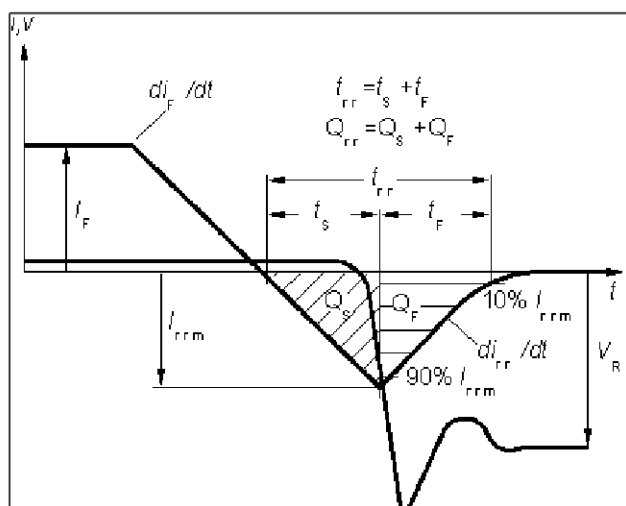 I,V
di_F /dt
t_rr = t_S + t_F
Q_rr = Q_S + Q_F
t_rr
t_S
t_F
I_F
t
Q_S
Q_F
10% I_rrm
I_rrm
di_rr /dt
V_R
90% I_rrm